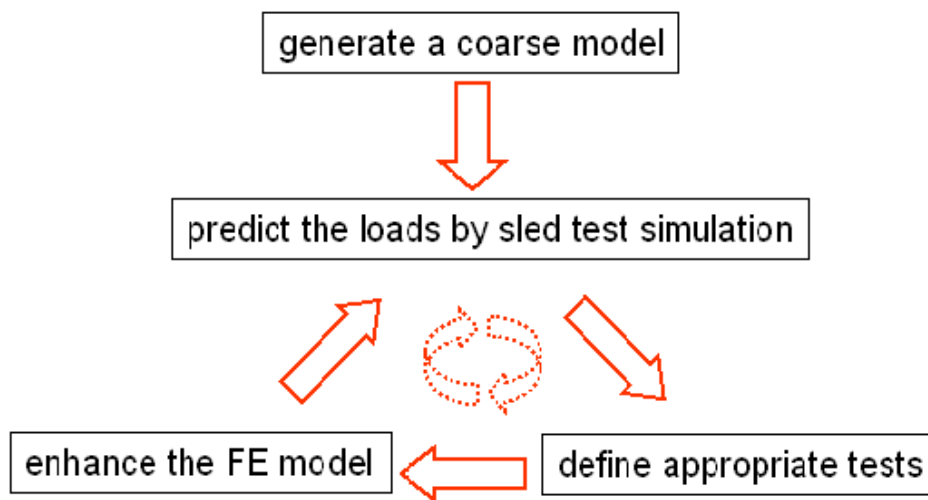 generate a coarse model
predict the loads by sled test simulation
enhance the FE model
define appropriate tests